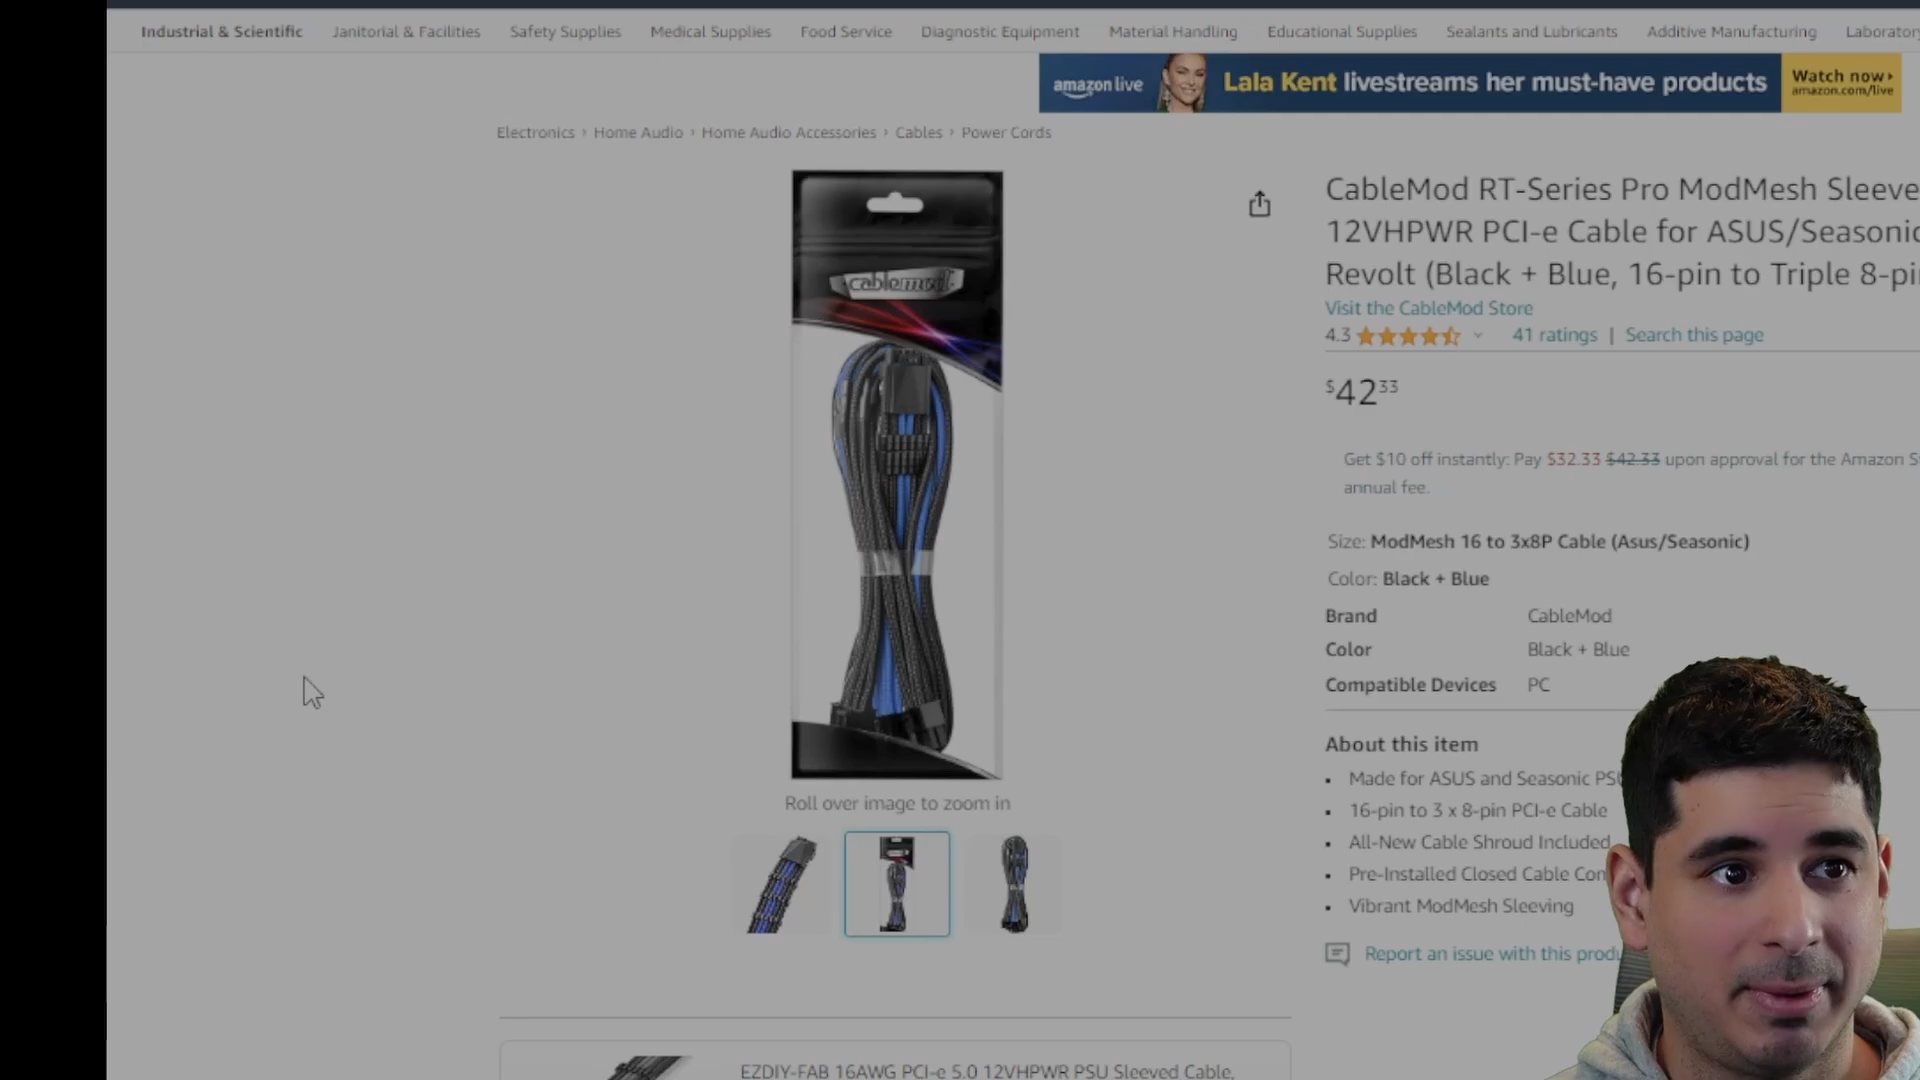 Industrial & Scientific Janitorial & Facilities Safety Supplies Medical Supplies Food Service Diagnostic Equipment Material Handling Educational Supplies Sealants and Lubricants Additive Manufacturing Laboratory
amazon live Lala Kent livestreams her must-have products Watch now
amazon.com/live
Electronics › Home Audio › Home Audio Accessories › Cables › Power Cords
cablemod
CableMod RT-Series Pro ModMesh Sleeve
12VHPWR PCI-e Cable for ASUS/Seasonic
Revolt (Black + Blue, 16-pin to Triple 8-pi
Visit the CableMod Store
4.3 41 ratings | Search this page
$42 33
Get $10 off instantly: Pay $32.33 $42.33 upon approval for the Amazon S
annual fee.
Size: ModMesh 16 to 3x8P Cable (Asus/Seasonic)
Color: Black + Blue
Brand CableMod
Color Black + Blue
Compatible Devices PC
About this item
Made for ASUS and Seasonic PS
16-pin to 3 x 8-pin PCI-e Cable
All-New Cable Shroud Included
Pre-Installed Closed Cable Com
Vibrant ModMesh Sleeving
Report an issue with this produ
Roll over image to zoom in
EZDIY-FAB 16AWG PCI-e 5.0 12VHPWR PSU Sleeved Cable,